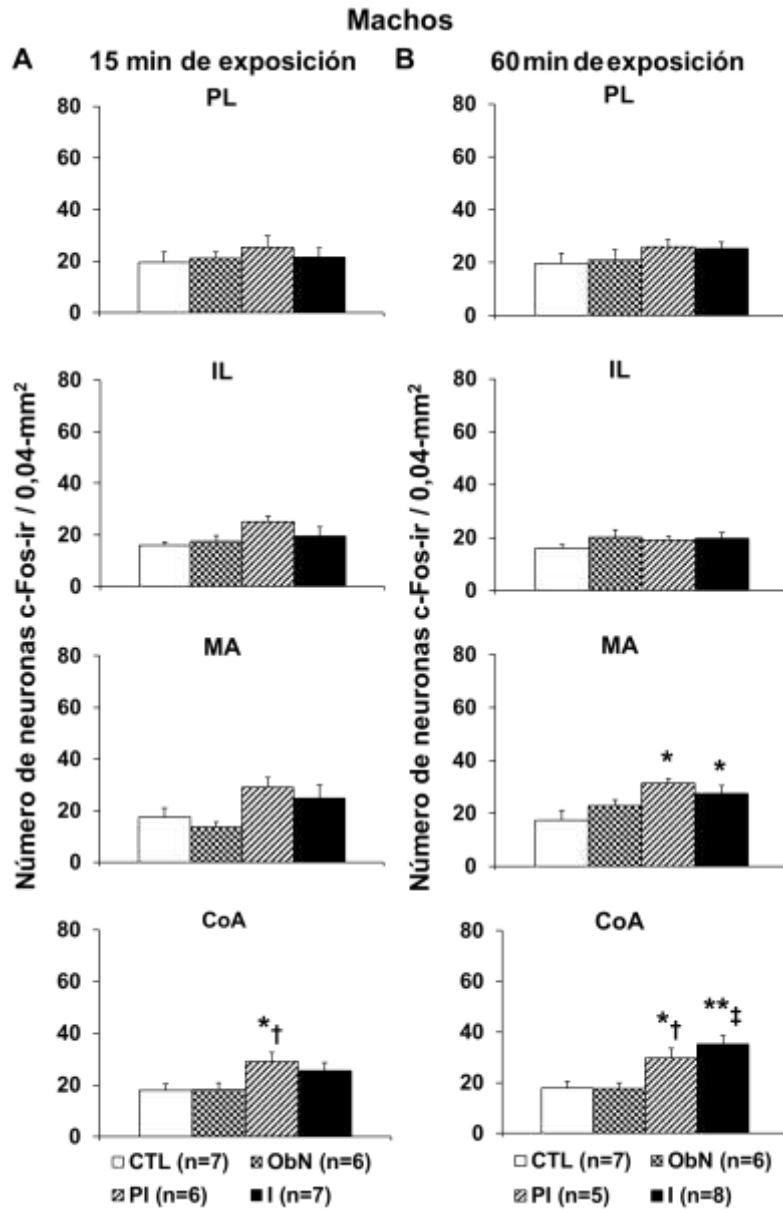 Machos
A 15 min de exposición B 60 min de exposición
Número de neuronas c-Fos-ir / 0,04-mm²
PL
80
60
40
20
0
IL
80
60
40
20
0
MA
80
60
40
20
0
CoA
80
60
40
20
0
*†
CTL (n=7) ObN (n=6)
PI (n=6) I (n=7)
Número de neuronas c-Fos-ir / 0,04-mm²
PL
80
60
40
20
0
IL
80
60
40
20
0
MA
80
60
40
20
0
* *
CoA
80
60
40
20
0
*† **‡
CTL (n=7) ObN (n=6)
PI (n=5) I (n=8)